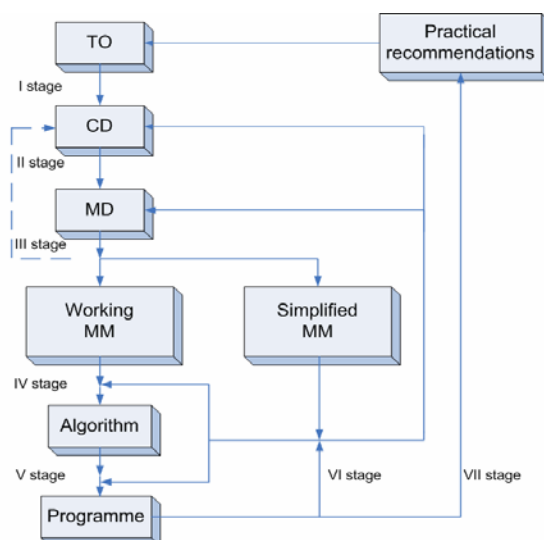 TO
Practical
recommendations
I stage
CD
II stage
MD
III stage
Working
MM
Simplified
MM
IV stage
Algorithm
V stage
VI stage
VII stage
Programme